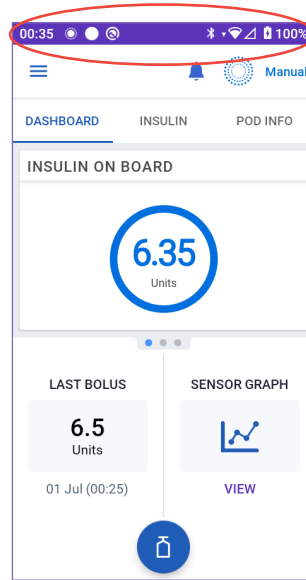 00:35 100%
Manual
DASHBOARD INSULIN POD INFO
INSULIN ON BOARD
6.35
Units
LAST BOLUS SENSOR GRAPH
6.5
Units
01 Jul (00:25) VIEW